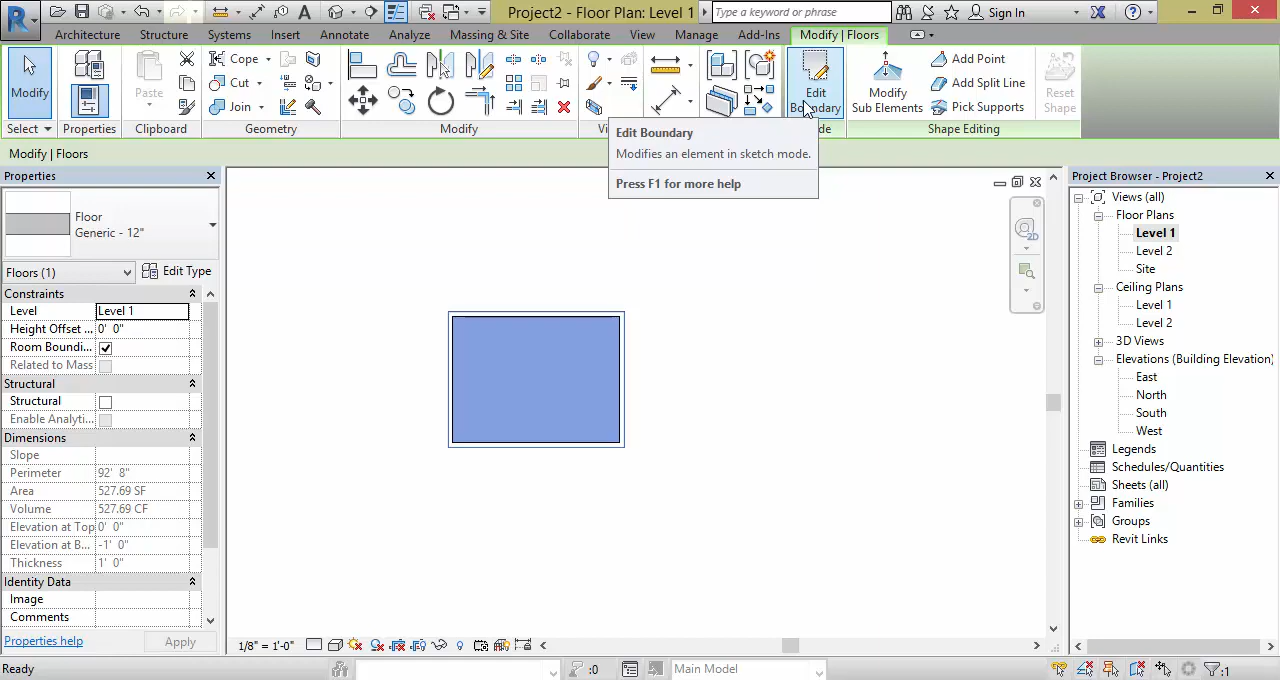 Project2 - Floor Plan: Level 1
Type a keyword or phrase
Sign In
Architecture
Structure
Systems
Insert
Annotate
Analyze
Massing & Site
Collaborate
View
Manage
Add-Ins
Modify | Floors
Modify
Paste
Cope
Cut
Join
Edit
Boundary
Modify
Sub Elements
Add Point
Add Split Line
Pick Supports
Reset
Shape
Select
Properties
Clipboard
Geometry
Modify
Shape Editing
Edit Boundary
Modifies an element in sketch mode.
Press F1 for more help
Modify | Floors
Properties
Floor
Generic - 12"
Floors (1)
Edit Type
Constraints
Level Level 1
Height Offset ... 0' 0"
Room Boundi...
Related to Mass
Structural
Structural
Enable Analyti...
Dimensions
Slope
Perimeter 92' 8"
Area 527.69 SF
Volume 527.69 CF
Elevation at Top 0' 0"
Elevation at B... -1' 0"
Thickness 1' 0"
Identity Data
Image
Comments
Properties help
Apply
2D
Project Browser - Project2
Views (all)
Floor Plans
Level 1
Level 2
Site
Ceiling Plans
Level 1
Level 2
3D Views
Elevations (Building Elevation)
East
North
South
West
Legends
Schedules/Quantities
Sheets (all)
Families
Groups
Revit Links
1/8" = 1'-0"
Ready
:0
Main Model
:1